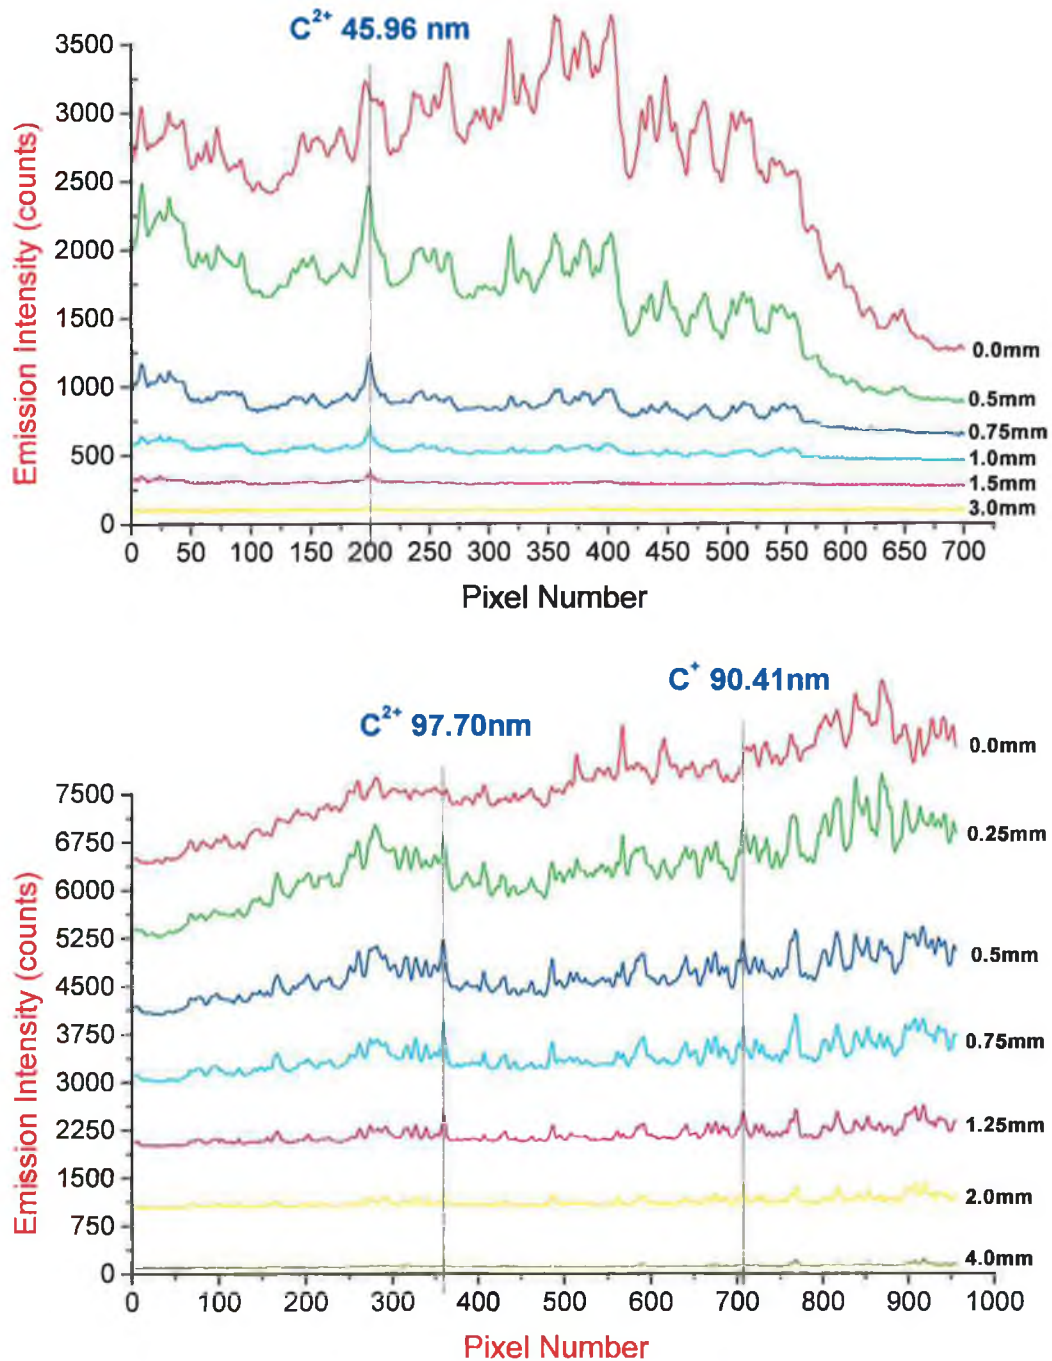 C²⁺ 45.96 nm
3500
3000
2500
2000
1500
1000
500
0
Emission Intensity (counts)
0.0mm
0.5mm
0.75mm
1.0mm
1.5mm
3.0mm
0 50 100 150 200 250 300 350 400 450 500 550 600 650 700
Pixel Number
C⁺ 90.41nm
C²⁺ 97.70nm
7500
6750
6000
5250
4500
3750
3000
2250
1500
750
0
Emission Intensity (counts)
0.0mm
0.25mm
0.5mm
0.75mm
1.25mm
2.0mm
4.0mm
0 100 200 300 400 500 600 700 800 900 1000
Pixel Number